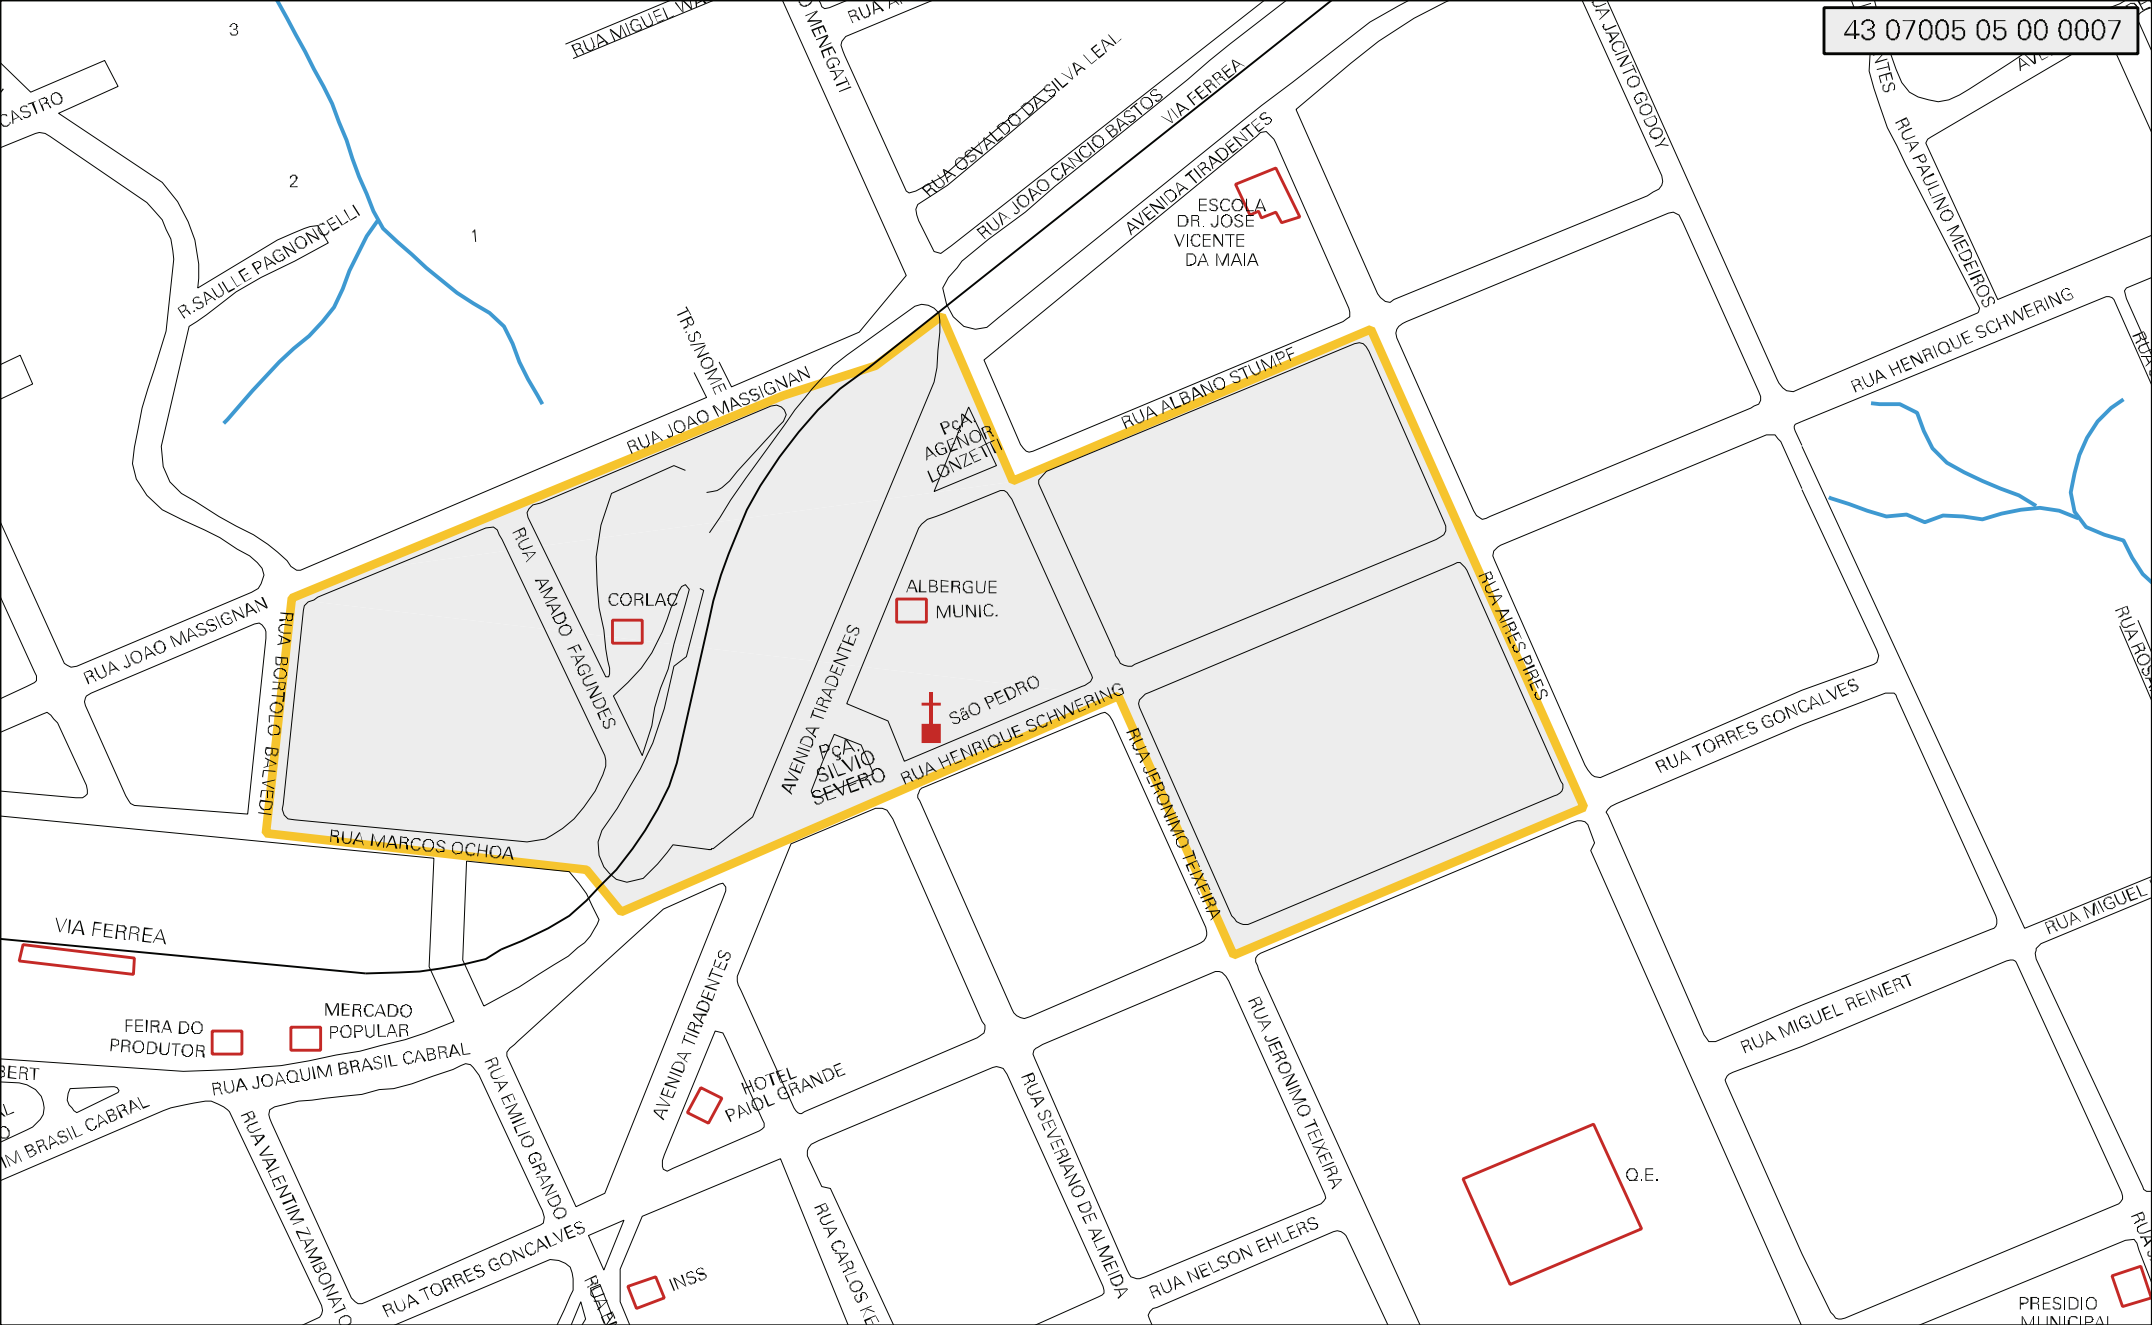 43 07005 05 00 0007
3
RUA JACINTO GODOY
CASTRO
VIA FERREA
RUA OSVALDO DA SILVA LEAL
RUA JOAO CANCIO BASTOS
AVENIDA TIRADENTES
RUA PAULINO MEDEIROS
2
R.SAULLE PAGNONCELLI
1
ESCOLA
DR. JOSE
VICENTE
DA MAIA
RUA HENRIQUE SCHWERING
TR.S/NOME
RUA JOAO MASSIGNAN
RUA ALBANO STUMPF
PçA.
AGENOR
LONZETTI
RUA AMADO FAGUNDES
CORLAC
ALBERGUE
MUNIC.
RUA JOAO MASSIGNAN
RUA BORTOLO BALVEDI
AVENIDA TIRADENTES
RUA AIRES PIRES
SãO PEDRO
RUA HENRIQUE SCHWERING
RUA TORRES GONCALVES
PçA.
SILVIO
SEVERO
RUA JERONIMO TEIXEIRA
RUA MARCOS OCHOA
VIA FERREA
AVENIDA TIRADENTES
RUA MIGUEL
RUA MIGUEL REINERT
FEIRA DO
PRODUTOR
MERCADO
POPULAR
RUA JOAQUIM BRASIL CABRAL
RUA JERONIMO TEIXEIRA
HOTEL
PAIOL GRANDE
RUA EMILIO GRANDO
RUA SEVERIANO DE ALMEIDA
BRASIL CABRAL
RUA VALENTIM ZAMBONATO
Q.E.
RUA CARLOS
RUA TORRES GONCALVES
RUA NELSON EHLERS
INSS
PRESIDIO
MUNICIPAL